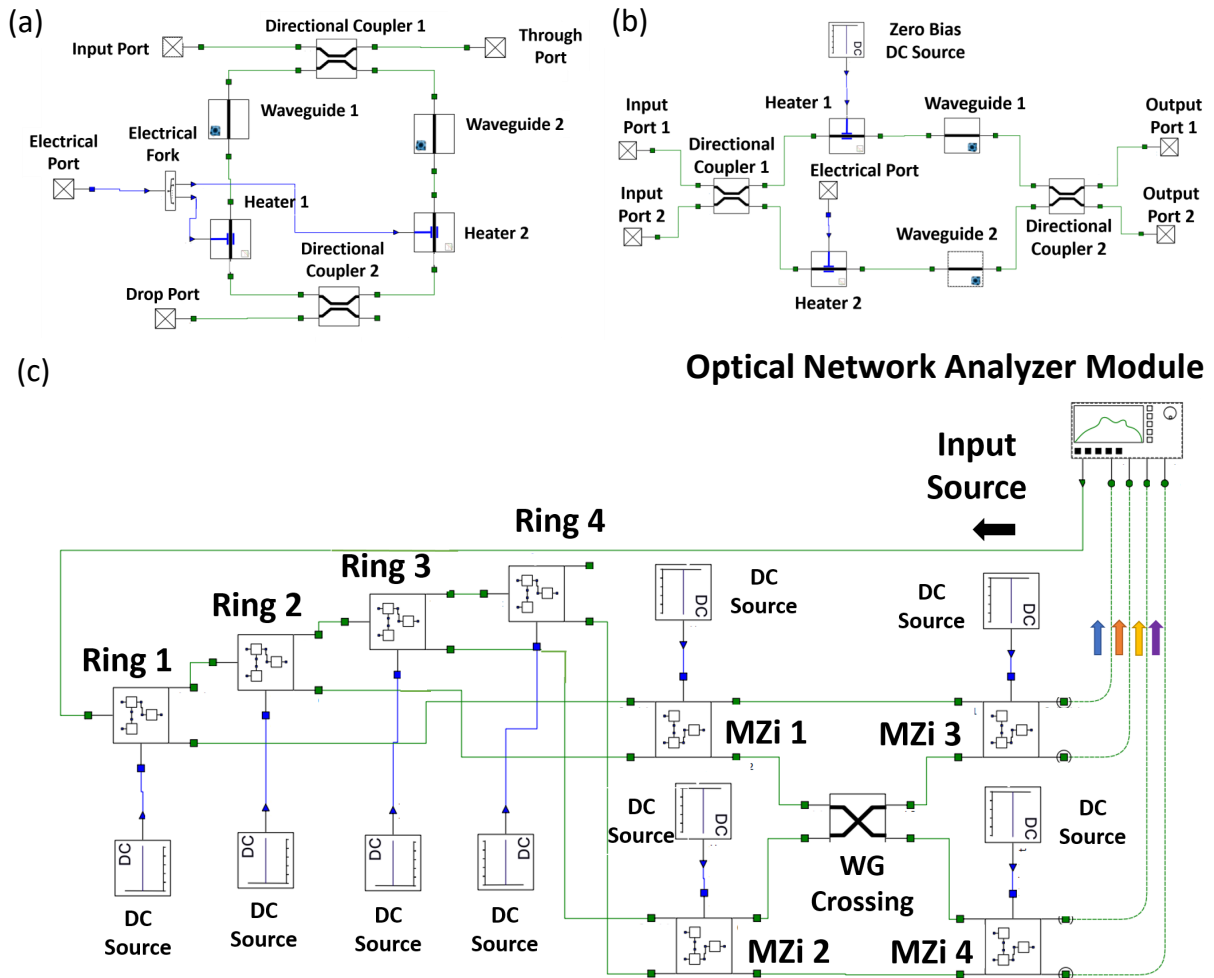 (a)
Directional Coupler 1
Input Port
Through
Port
Waveguide 1
Waveguide 2
Electrical
Port
Electrical
Fork
Heater 1
Heater 2
Directional
Coupler 2
Drop Port
(b)
DC
Zero Bias
DC Source
Input
Port 1
Heater 1
Waveguide 1
Output
Port 1
Directional
Coupler 1
Electrical Port
Input
Port 2
Output
Port 2
Waveguide 2
Directional
Coupler 2
Heater 2
(c)
Optical Network Analyzer Module
Input
Source
Ring 4
Ring 3
Ring 2
Ring 1
DC
DC
Source
DC
DC
Source
MZi 1
MZi 3
2
DC
DC
Source
DC
DC
Source
WG
Crossing
MZi 2
MZi 4
DC
DC
DC
DC
DC
Source
DC
Source
DC
Source
DC
Source